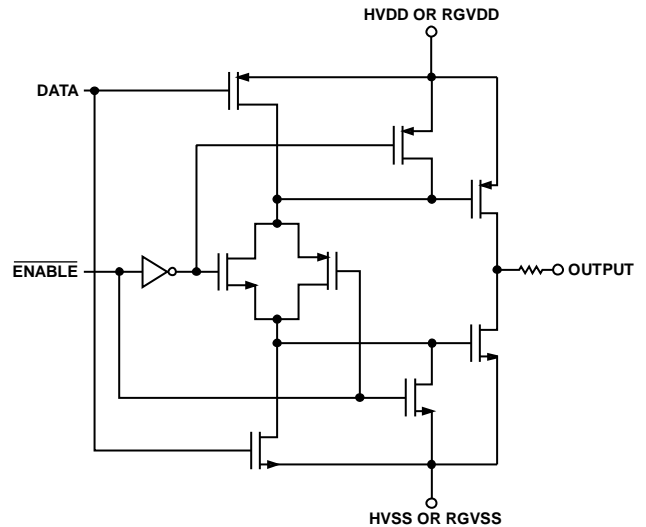 HVDD OR RGVDD
DATA
ENABLE
OUTPUT
HVSS OR RGVSS